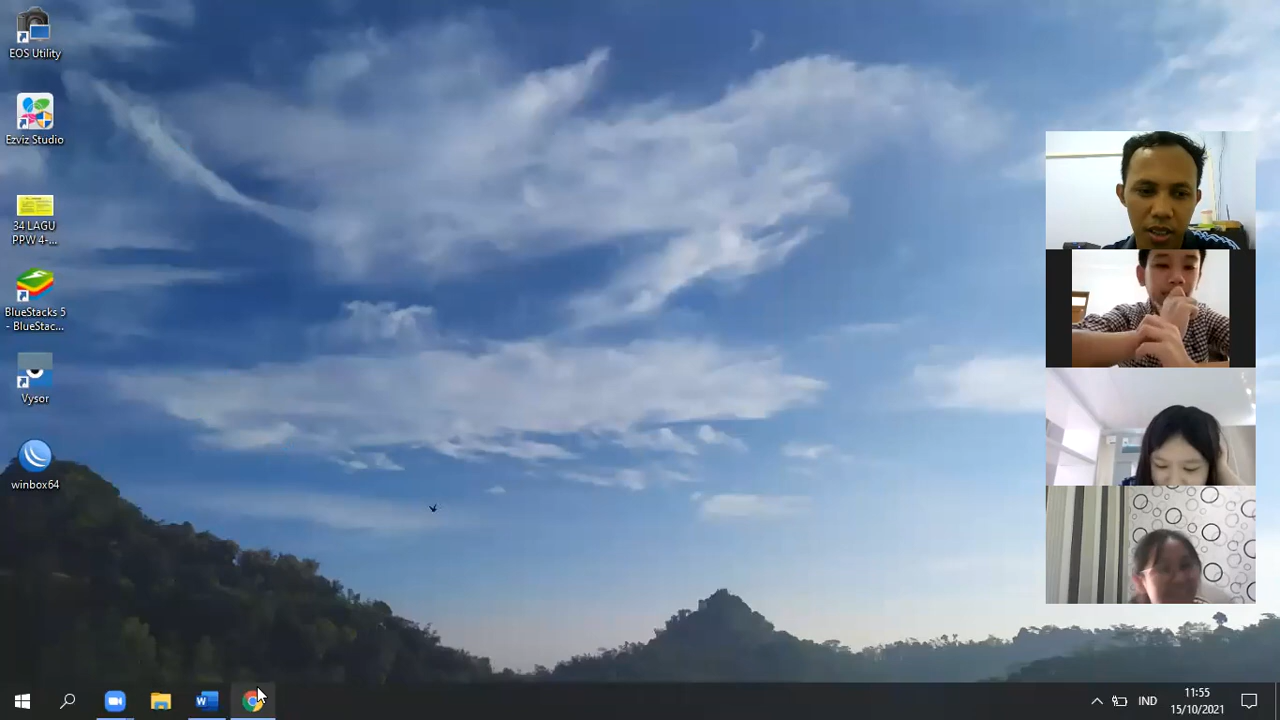 EOS Utility
Ezviz Studio
34 LAGU
PPW 4-...
BlueStacks 5
- BlueStac...
Vysor
winbox64
IND
11:55
15/10/2021